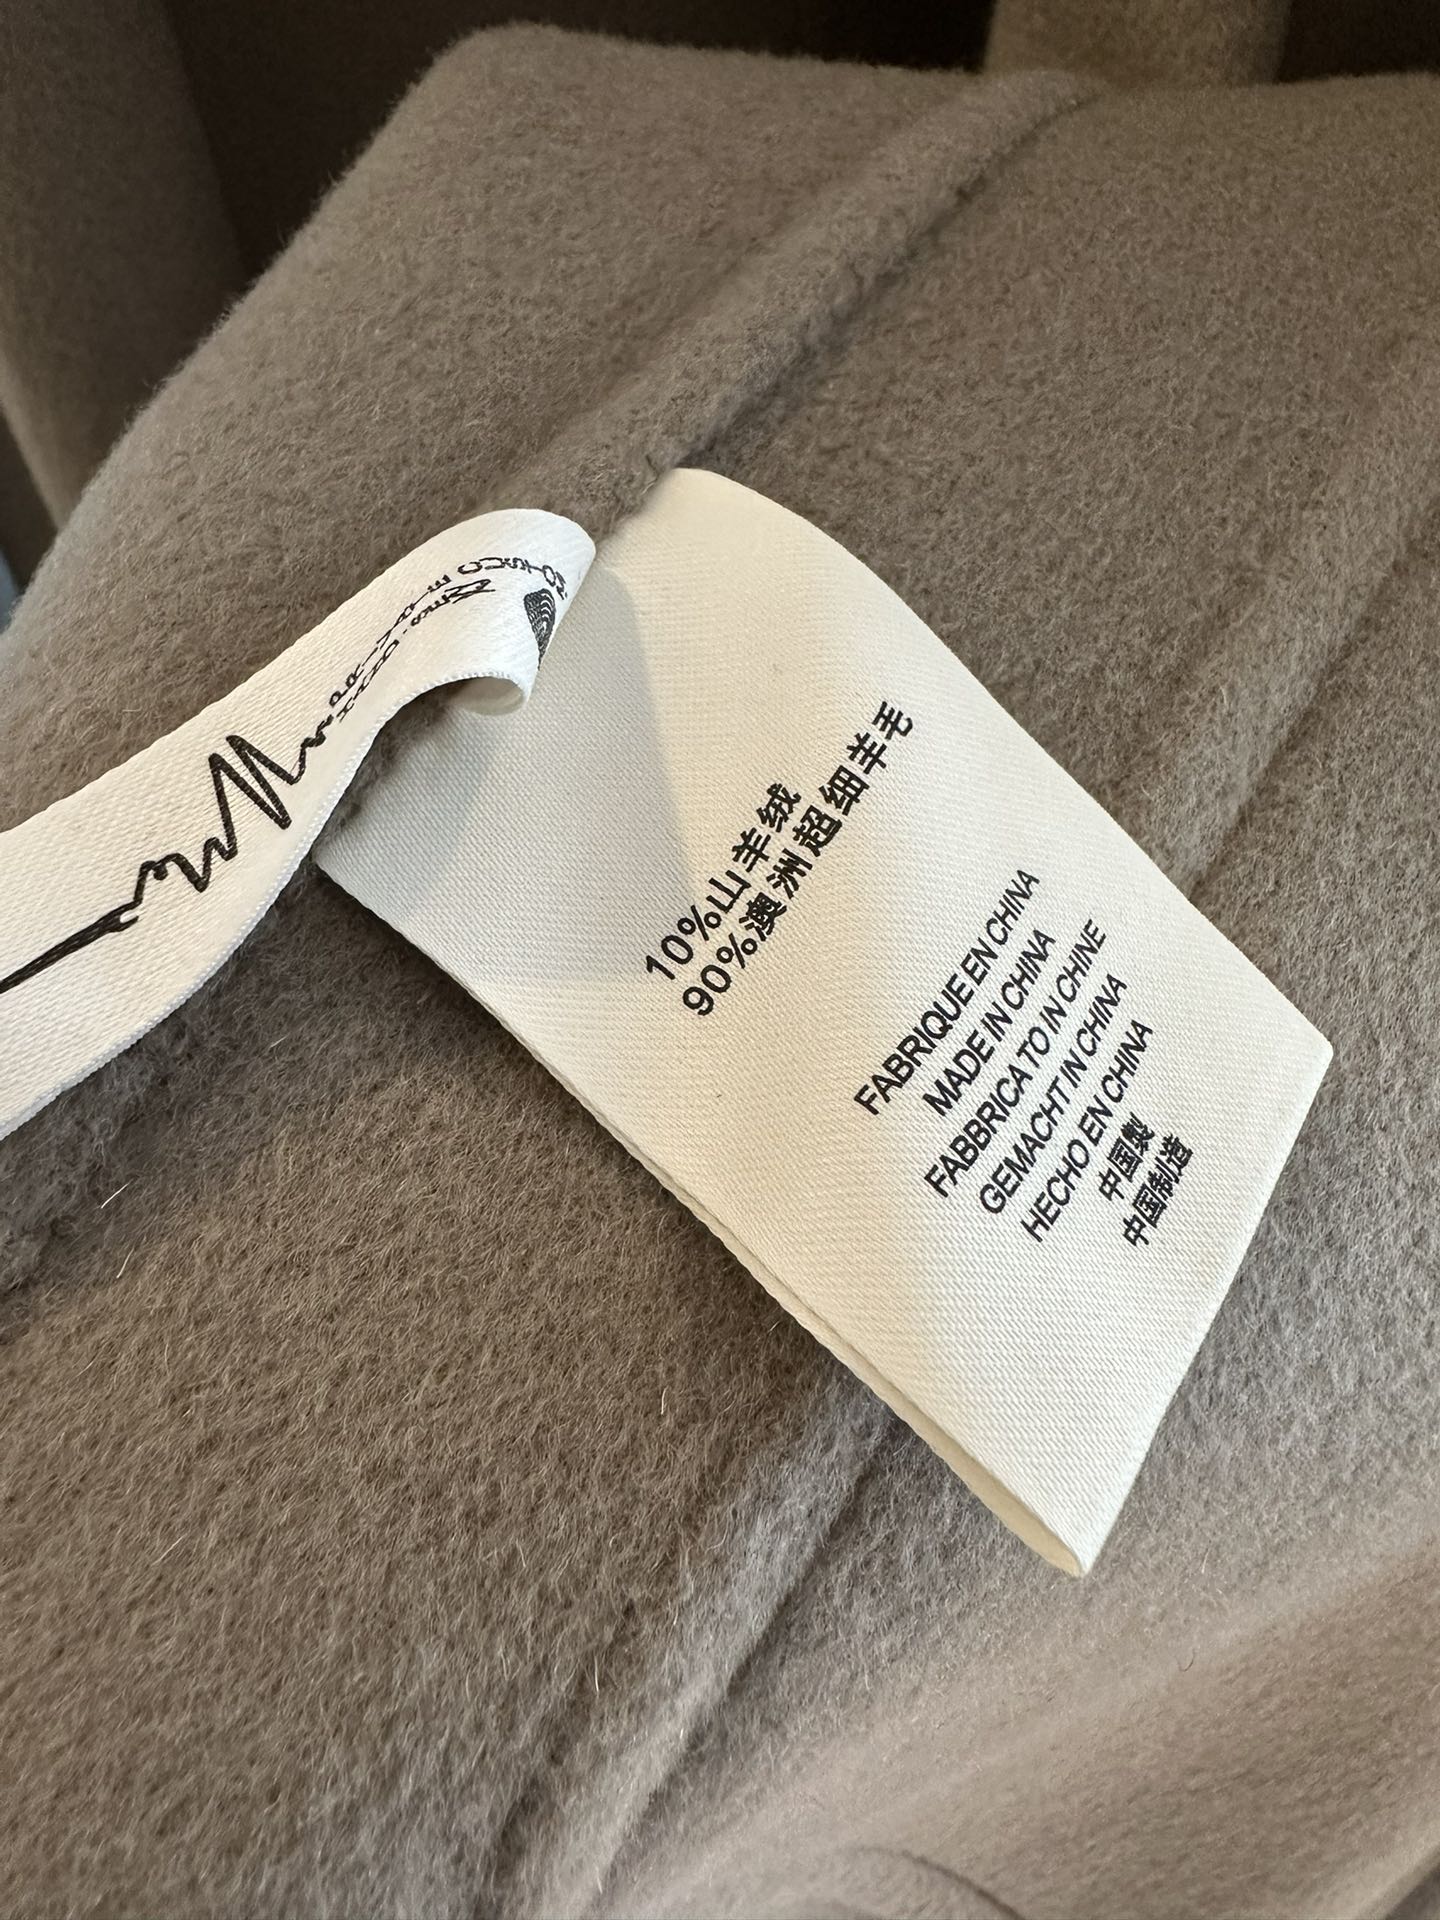 10%山羊绒
90%澳洲超细羊毛
FABRIQUE EN CHINA
MADE IN CHINA
FABBRICA TO IN CHINE
GEMACHT IN CHINA
HECHO EN CHINA
中国製
中国制造